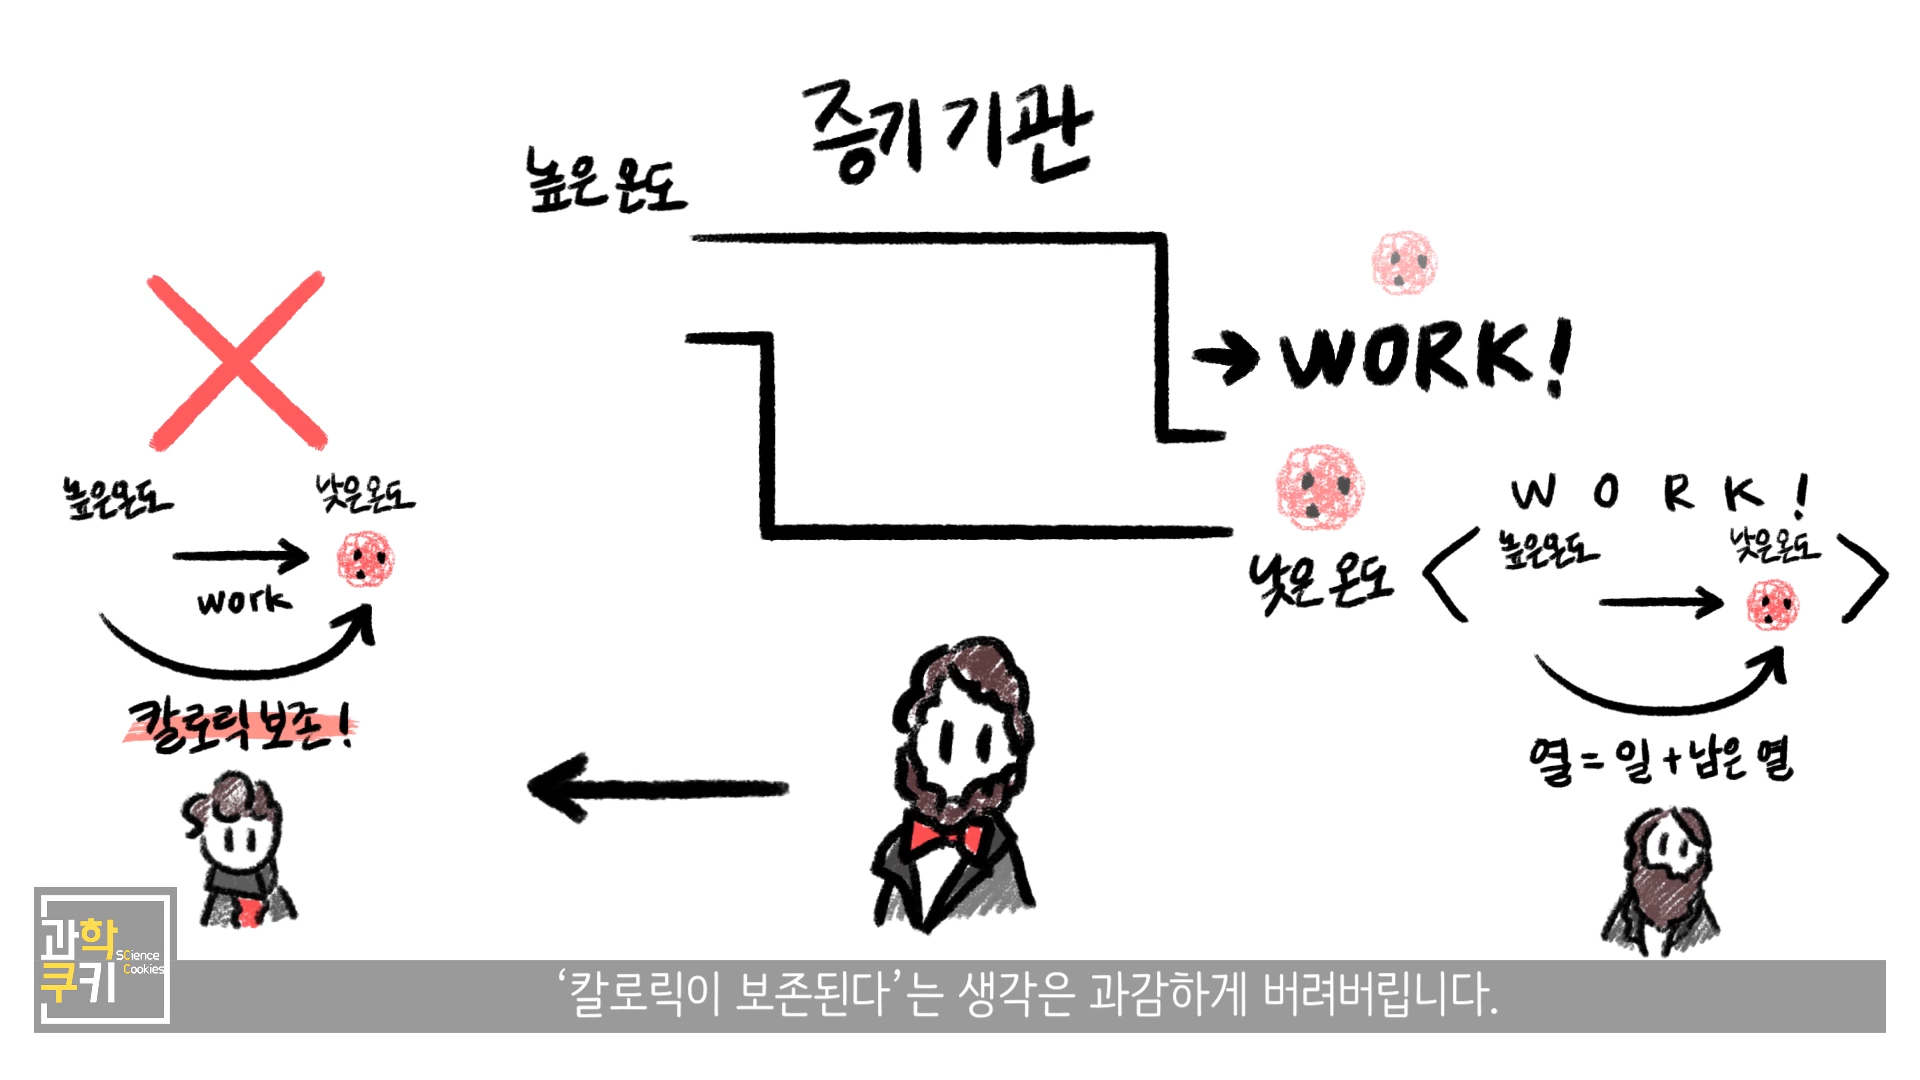 증기기관
높은 온도
WORK!
낮은 온도
높은온도
낮은온도
work
칼로릭 보존!
WORK!
높은온도
낮은온도
열=일+남은 열
과학쿠키
Science Cookies
‘칼로릭이 보존된다’는 생각은 과감하게 버려버립니다.